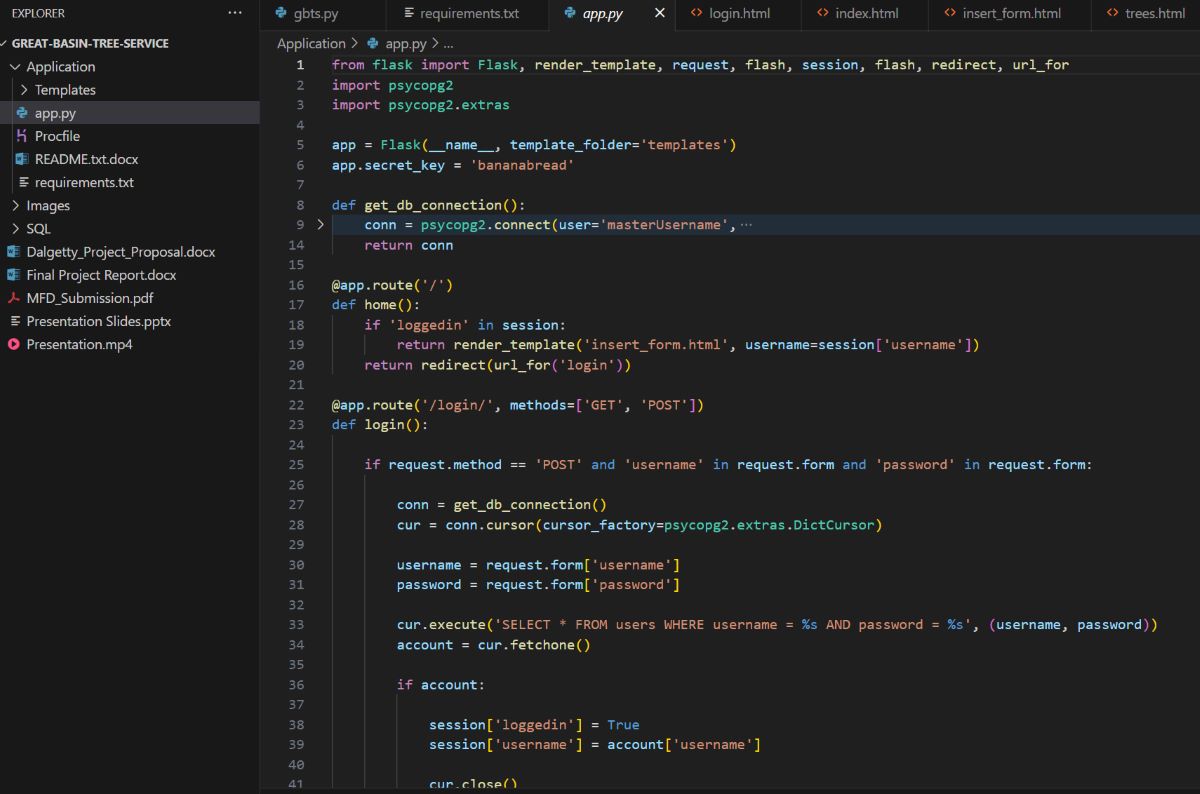 EXPLORER ···
GREAT-BASIN-TREE-SERVICE
Application
Templates
app.py
Procfile
README.txt.docx
requirements.txt
Images
SQL
Dalgetty_Project_Proposal.docx
Final Project Report.docx
MFD_Submission.pdf
Presentation Slides.pptx
Presentation.mp4
gbts.py requirements.txt app.py × login.html index.html insert_form.html trees.html
Application > app.py > ...
1 from flask import Flask, render_template, request, flash, session, flash, redirect, url_for
2 import psycopg2
3 import psycopg2.extras
4
5 app = Flask(__name__, template_folder='templates')
6 app.secret_key = 'bananabread'
7
8 def get_db_connection():
9 > conn = psycopg2.connect(user='masterUsername', ···
14 return conn
15
16 @app.route('/')
17 def home():
18 if 'loggedin' in session:
19 return render_template('insert_form.html', username=session['username'])
20 return redirect(url_for('login'))
21
22 @app.route('/login/', methods=['GET', 'POST'])
23 def login():
24
25 if request.method == 'POST' and 'username' in request.form and 'password' in request.form:
26
27 conn = get_db_connection()
28 cur = conn.cursor(cursor_factory=psycopg2.extras.DictCursor)
29
30 username = request.form['username']
31 password = request.form['password']
32
33 cur.execute('SELECT * FROM users WHERE username = %s AND password = %s', (username, password))
34 account = cur.fetchone()
35
36 if account:
37
38 session['loggedin'] = True
39 session['username'] = account['username']
40
41 cur.close()